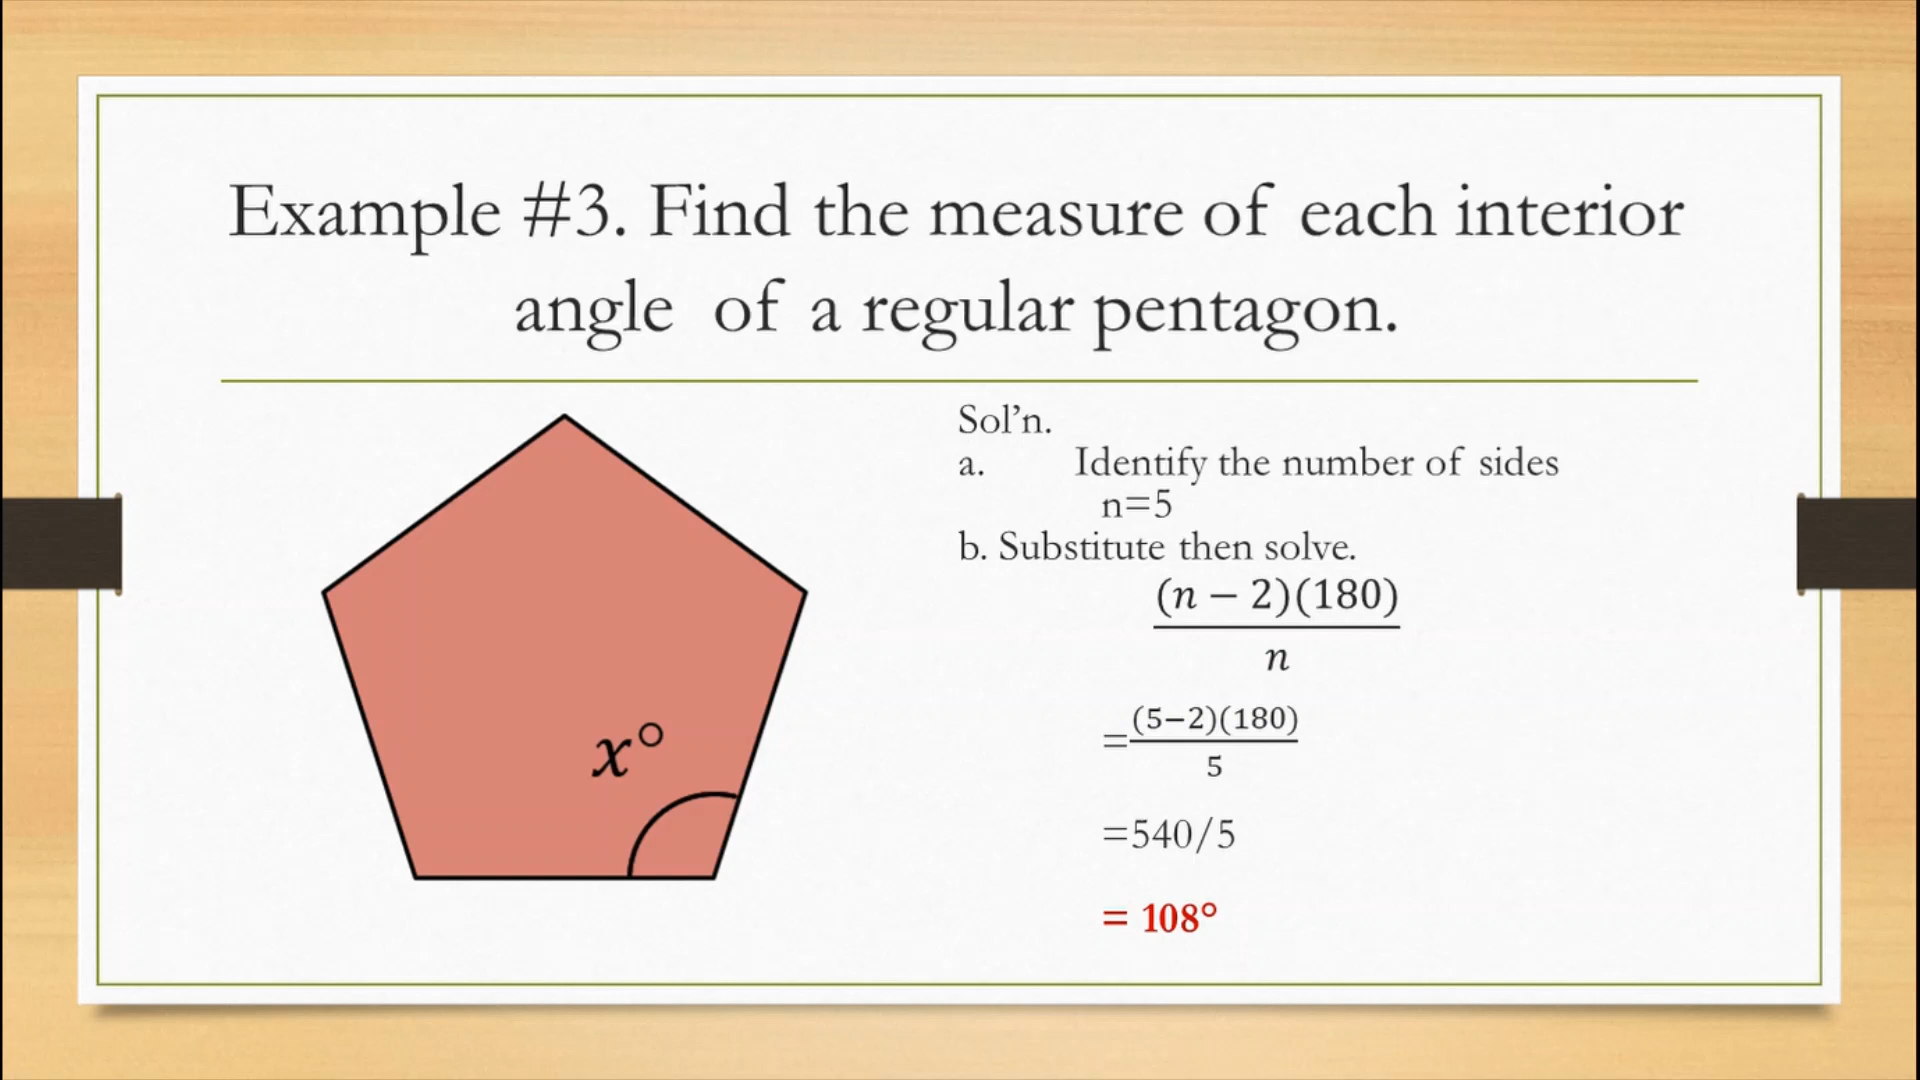 Example #3. Find the measure of each interior
angle of a regular pentagon.
Sol’n.
a. Identify the number of sides
n=5
b. Substitute then solve.
(n − 2)(180)
n
=(5−2)(180)
5
=540/5
= 108°
x°